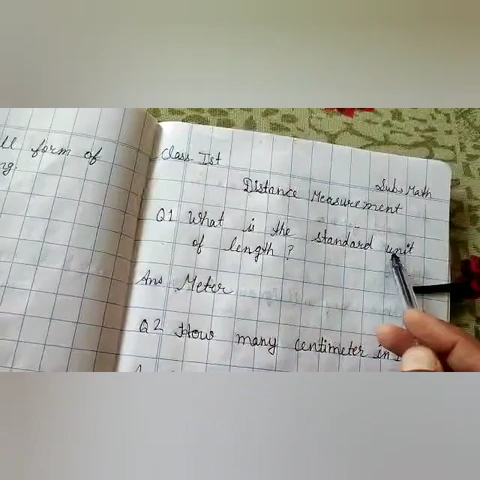 ll form of
ng.
Class Ist
Sub. Math
Distance Measurement
Q1 What is the standard unit
of length ?
Ans Meter
Q2 How many centimeter in